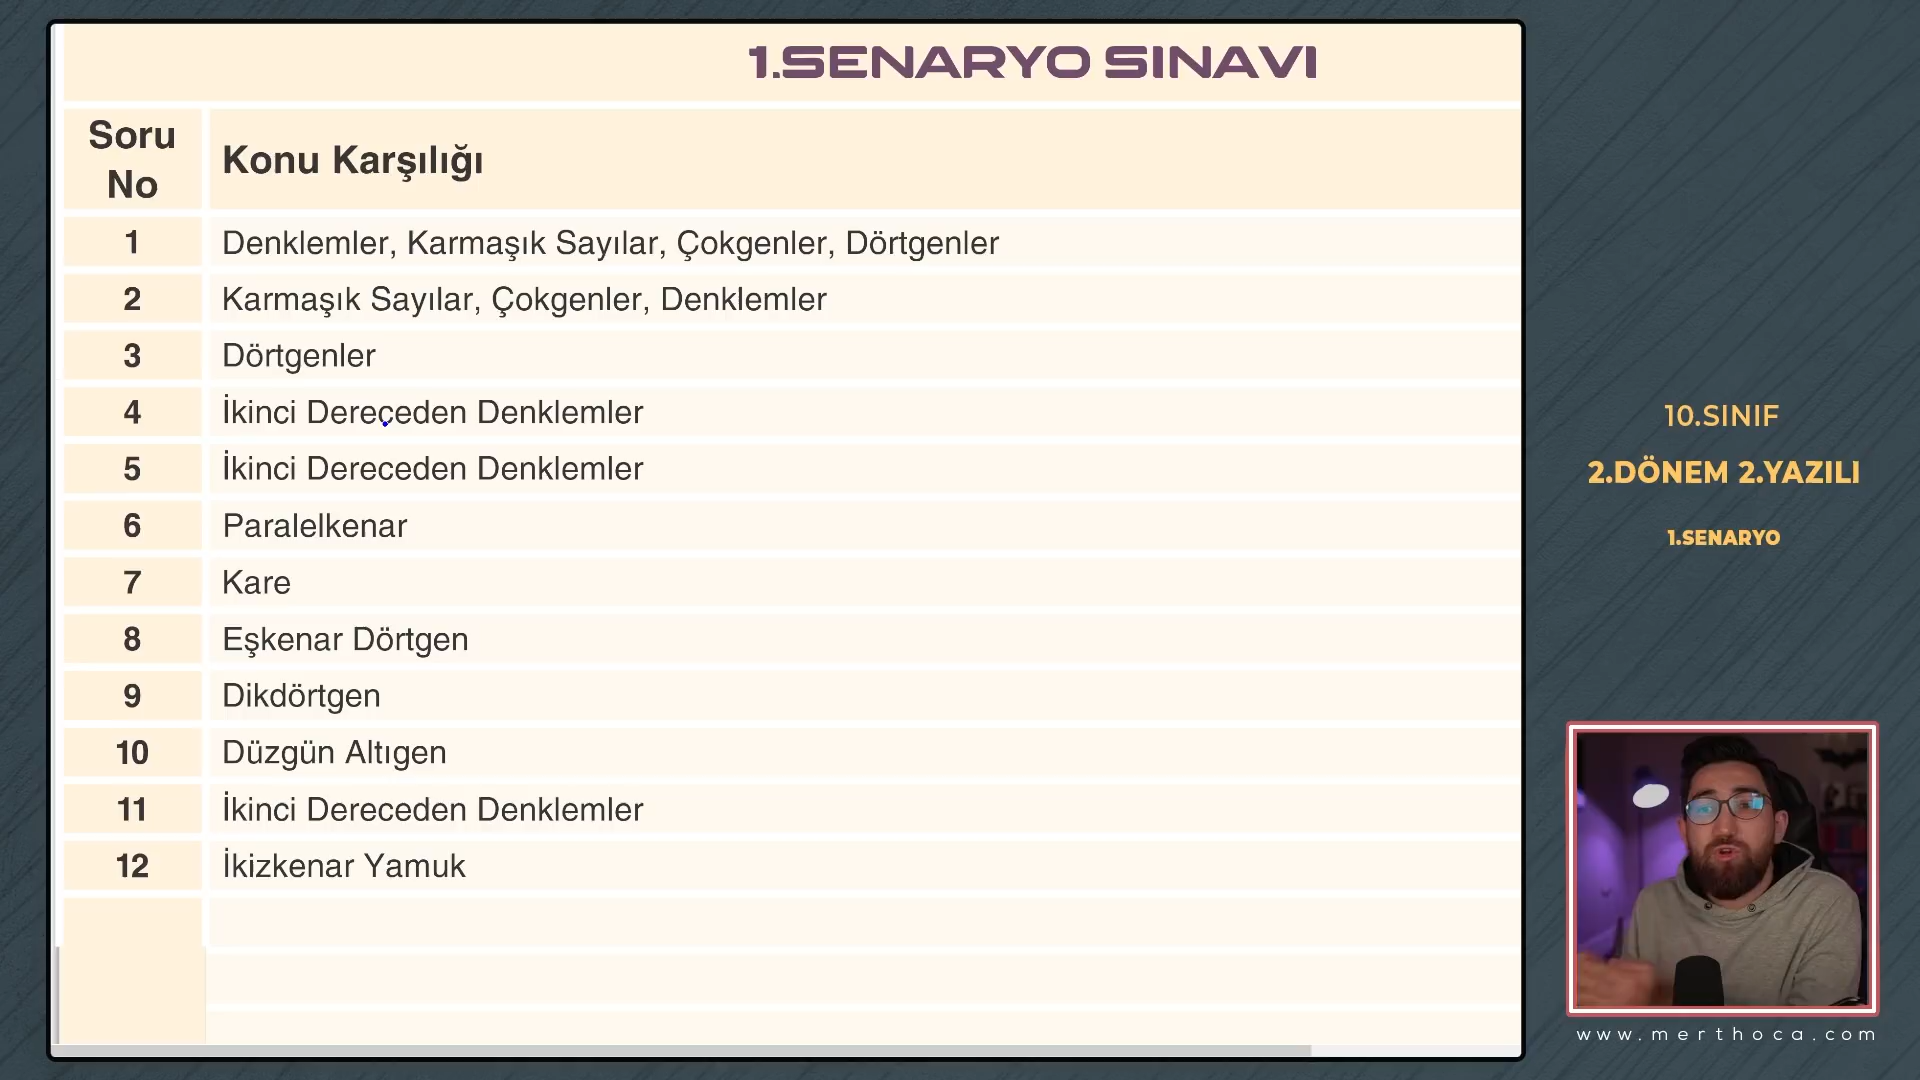 1.SENARYO SINAVI
Soru No
Konu Karşılığı
1 Denklemler, Karmaşık Sayılar, Çokgenler, Dörtgenler
2 Karmaşık Sayılar, Çokgenler, Denklemler
3 Dörtgenler
4 İkinci Dereceden Denklemler
5 İkinci Dereceden Denklemler
6 Paralelkenar
7 Kare
8 Eşkenar Dörtgen
9 Dikdörtgen
10 Düzgün Altıgen
11 İkinci Dereceden Denklemler
12 İkizkenar Yamuk
10.SINIF
2.DÖNEM 2.YAZILI
1.SENARYO
www.merthoca.com